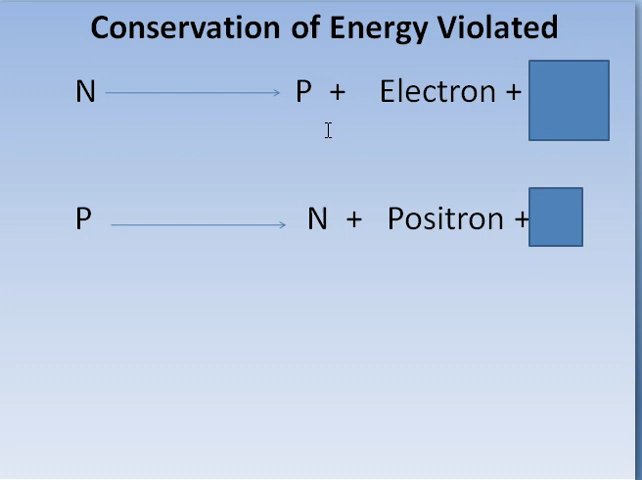 Conservation of Energy Violated
N P + Electron +
P N + Positron +